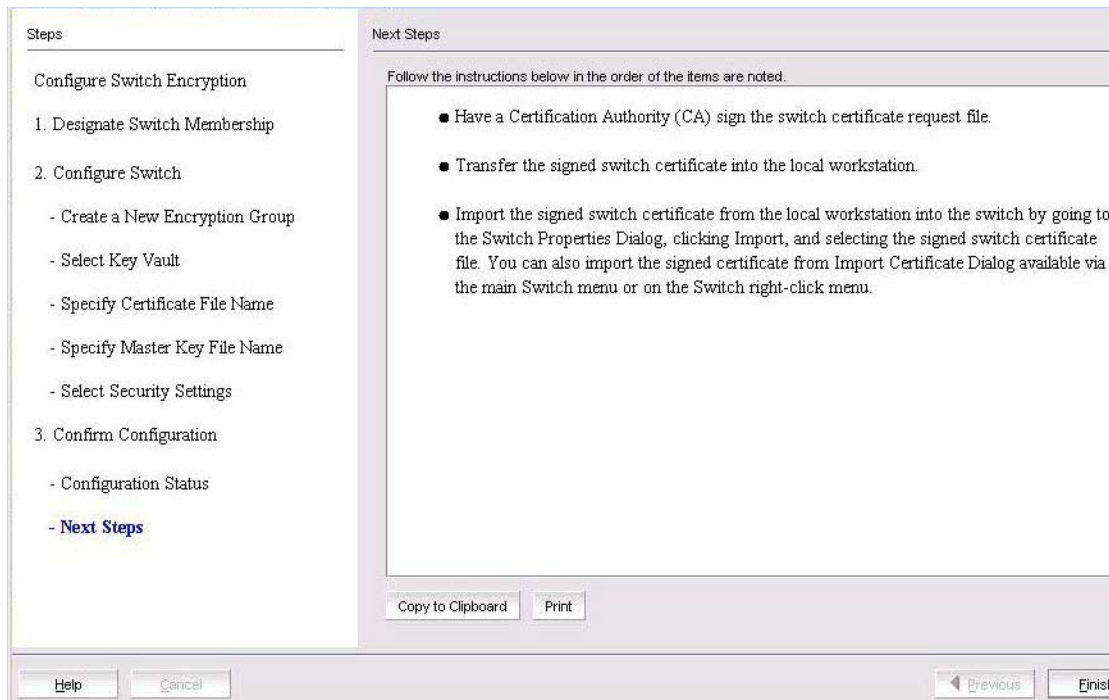 Steps
Configure Switch Encryption
1. Designate Switch Membership
2. Configure Switch
- Create a New Encryption Group
- Select Key Vault
- Specify Certificate File Name
- Specify Master Key File Name
- Select Security Settings
3. Confirm Configuration
- Configuration Status
- Next Steps
Next Steps
Follow the instructions below in the order of the items are noted.
● Have a Certification Authority (CA) sign the switch certificate request file.
● Transfer the signed switch certificate into the local workstation.
● Import the signed switch certificate from the local workstation into the switch by going to
the Switch Properties Dialog, clicking Import, and selecting the signed switch certificate
file. You can also import the signed certificate from Import Certificate Dialog available via
the main Switch menu or on the Switch right-click menu.
Copy to Clipboard
Print
Help
Cancel
Previous
Finish